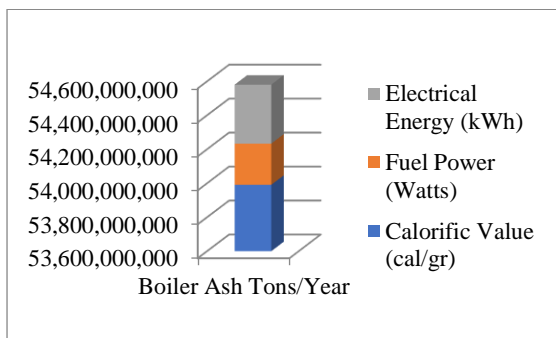 54,600,000,000
54,400,000,000
54,200,000,000
54,000,000,000
53,800,000,000
53,600,000,000
Boiler Ash Tons/Year
Electrical
Energy (kWh)
Fuel Power
(Watts)
Calorific Value
(cal/gr)